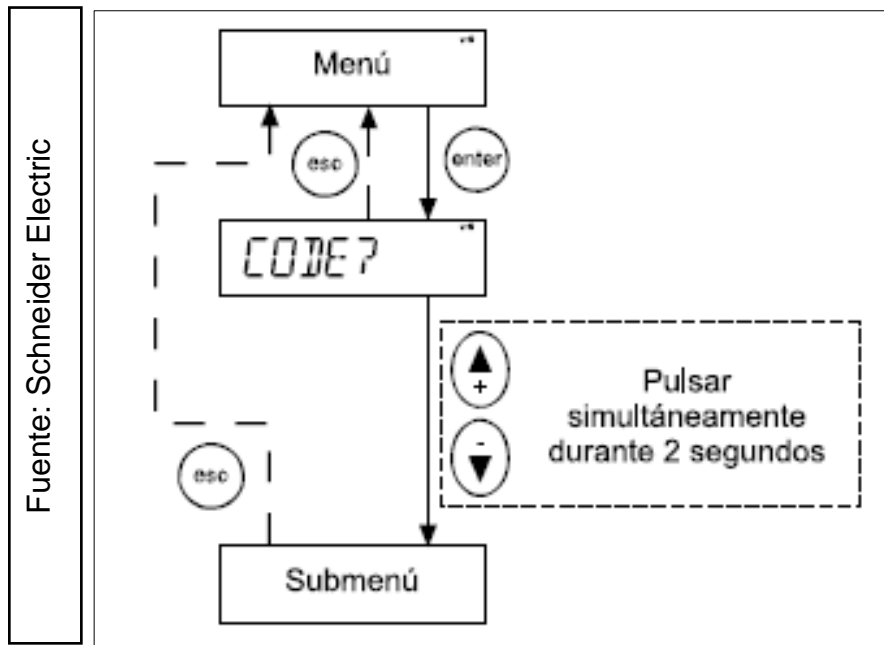 Fuente: Schneider Electric
Menú
esc
enter
CODE?
+
-
Pulsar
simultáneamente
durante 2 segundos
esc
Submenú